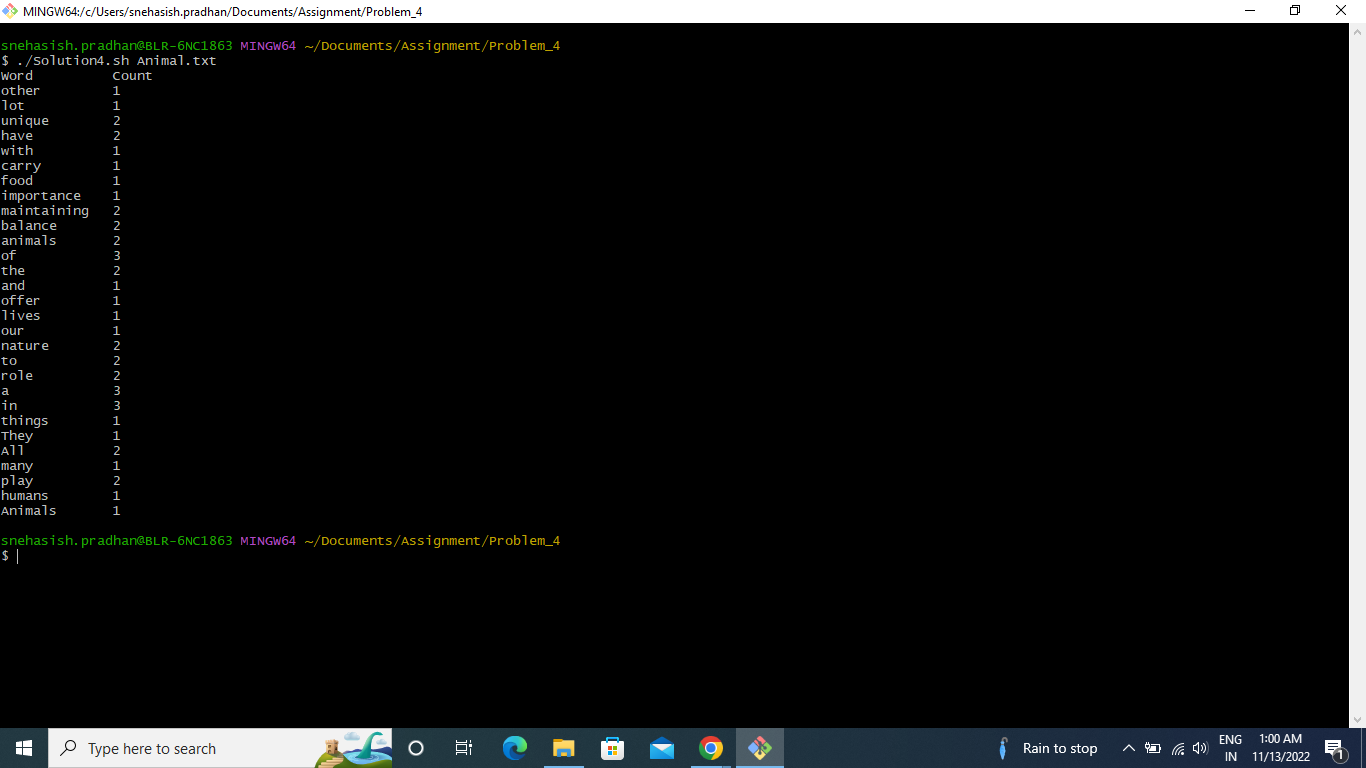 MINGW64:/c/Users/snehasish.pradhan/Documents/Assignment/Problem_4
snehasish.pradhan@BLR-6NC1863 MINGW64 ~/Documents/Assignment/Problem_4
$ ./Solution4.sh Animal.txt
Word Count
other 1
lot 1
unique 2
have 2
with 1
carry 1
food 1
importance 1
maintaining 2
balance 2
animals 2
of 3
the 2
and 1
offer 1
lives 1
our 1
nature 2
to 2
role 2
a 3
in 3
things 1
They 1
All 2
many 1
play 2
humans 1
Animals 1
snehasish.pradhan@BLR-6NC1863 MINGW64 ~/Documents/Assignment/Problem_4
$
Type here to search
Rain to stop
ENG
IN
1:00 AM
11/13/2022
1